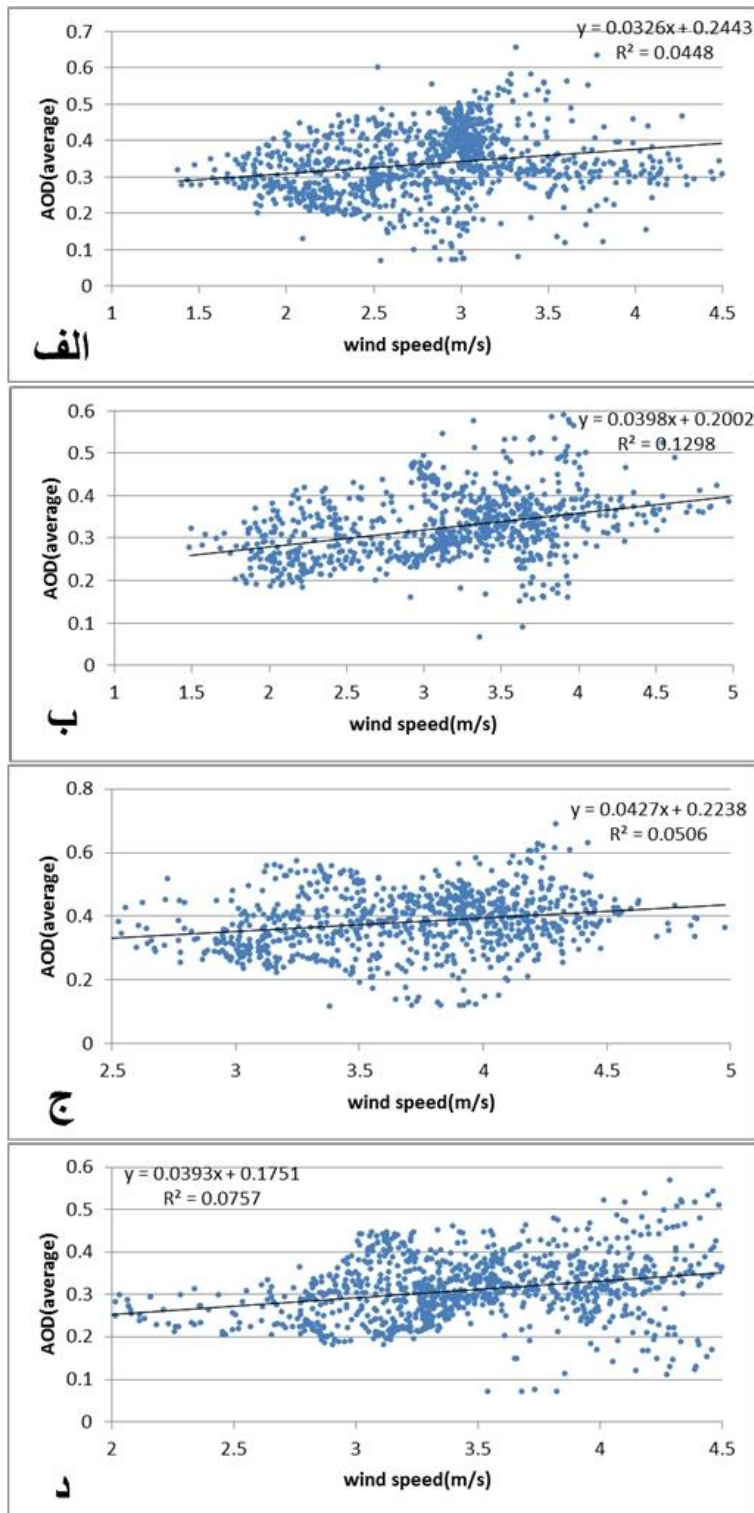 y = 0.0326x + 0.2443
R² = 0.0448
0.7
0.6
0.5
0.4
0.3
0.2
0.1
0
AOD(average)
1 1.5 2 2.5 3 3.5 4 4.5
wind speed(m/s)
الف
y = 0.0398x + 0.2002
R² = 0.1298
0.6
0.5
0.4
0.3
0.2
0.1
0
AOD(average)
1 1.5 2 2.5 3 3.5 4 4.5 5
wind speed(m/s)
ب
y = 0.0427x + 0.2238
R² = 0.0506
0.8
0.6
0.4
0.2
0
AOD(average)
2.5 3 3.5 4 4.5 5
wind speed(m/s)
ج
y = 0.0393x + 0.1751
R² = 0.0757
0.6
0.5
0.4
0.3
0.2
0.1
0
AOD(average)
2 2.5 3 3.5 4 4.5
wind speed(m/s)
د